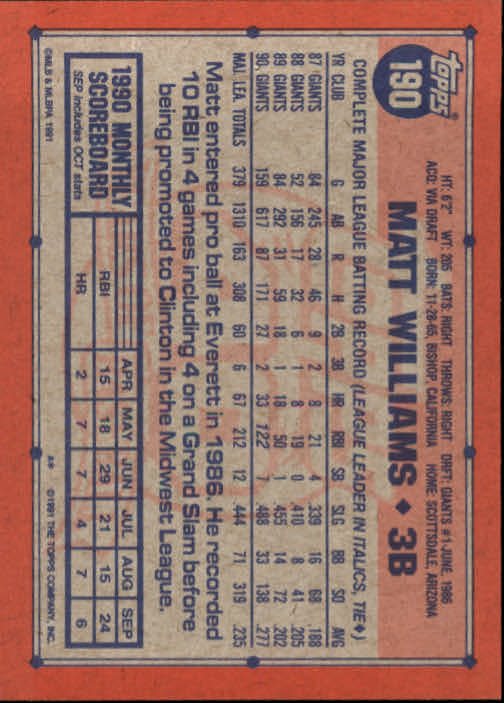 topps®
190
HT: 6'2" WT: 205 BATS: RIGHT THROWS: RIGHT DRFT: GIANTS #1-JUNE, 1986
ACQ: VIA DRAFT BORN: 11-28-65, BISHOP, CALIFORNIA HOME: SCOTTSDALE, ARIZONA
MATT WILLIAMS ♦ 3B
COMPLETE MAJOR LEAGUE BATTING RECORD (LEAGUE LEADER IN ITALICS, TIE♦)
YR CLUB G AB R H 2B 3B HR RBI SB SLG BB SO AVG
87 GIANTS 84 245 28 46 9 2 8 21 4 .339 16 68 .188
88 GIANTS 52 156 17 32 6 1 8 19 0 .410 8 41 .205
89 GIANTS 84 292 31 59 18 1 18 50 1 .455 14 72 .202
90 GIANTS 159 617 87 171 27 2 33 122 7 .488 33 138 .277
MAJ. LEA. TOTALS 379 1310 163 308 60 6 67 212 12 .444 71 319 .235
Matt entered pro ball at Everett in 1986. He recorded
10 RBI in 4 games including 4 on a Grand Slam before
being promoted to Clinton in the Midwest League.
1990 MONTHLY
SCOREBOARD
SEP includes OCT stats
APR MAY JUN JUL AUG SEP
RBI 15 18 29 21 15 24
HR 2 7 7 4 7 6
©MLB & MLBPA 1991
A* ©1991 THE TOPPS COMPANY, INC.